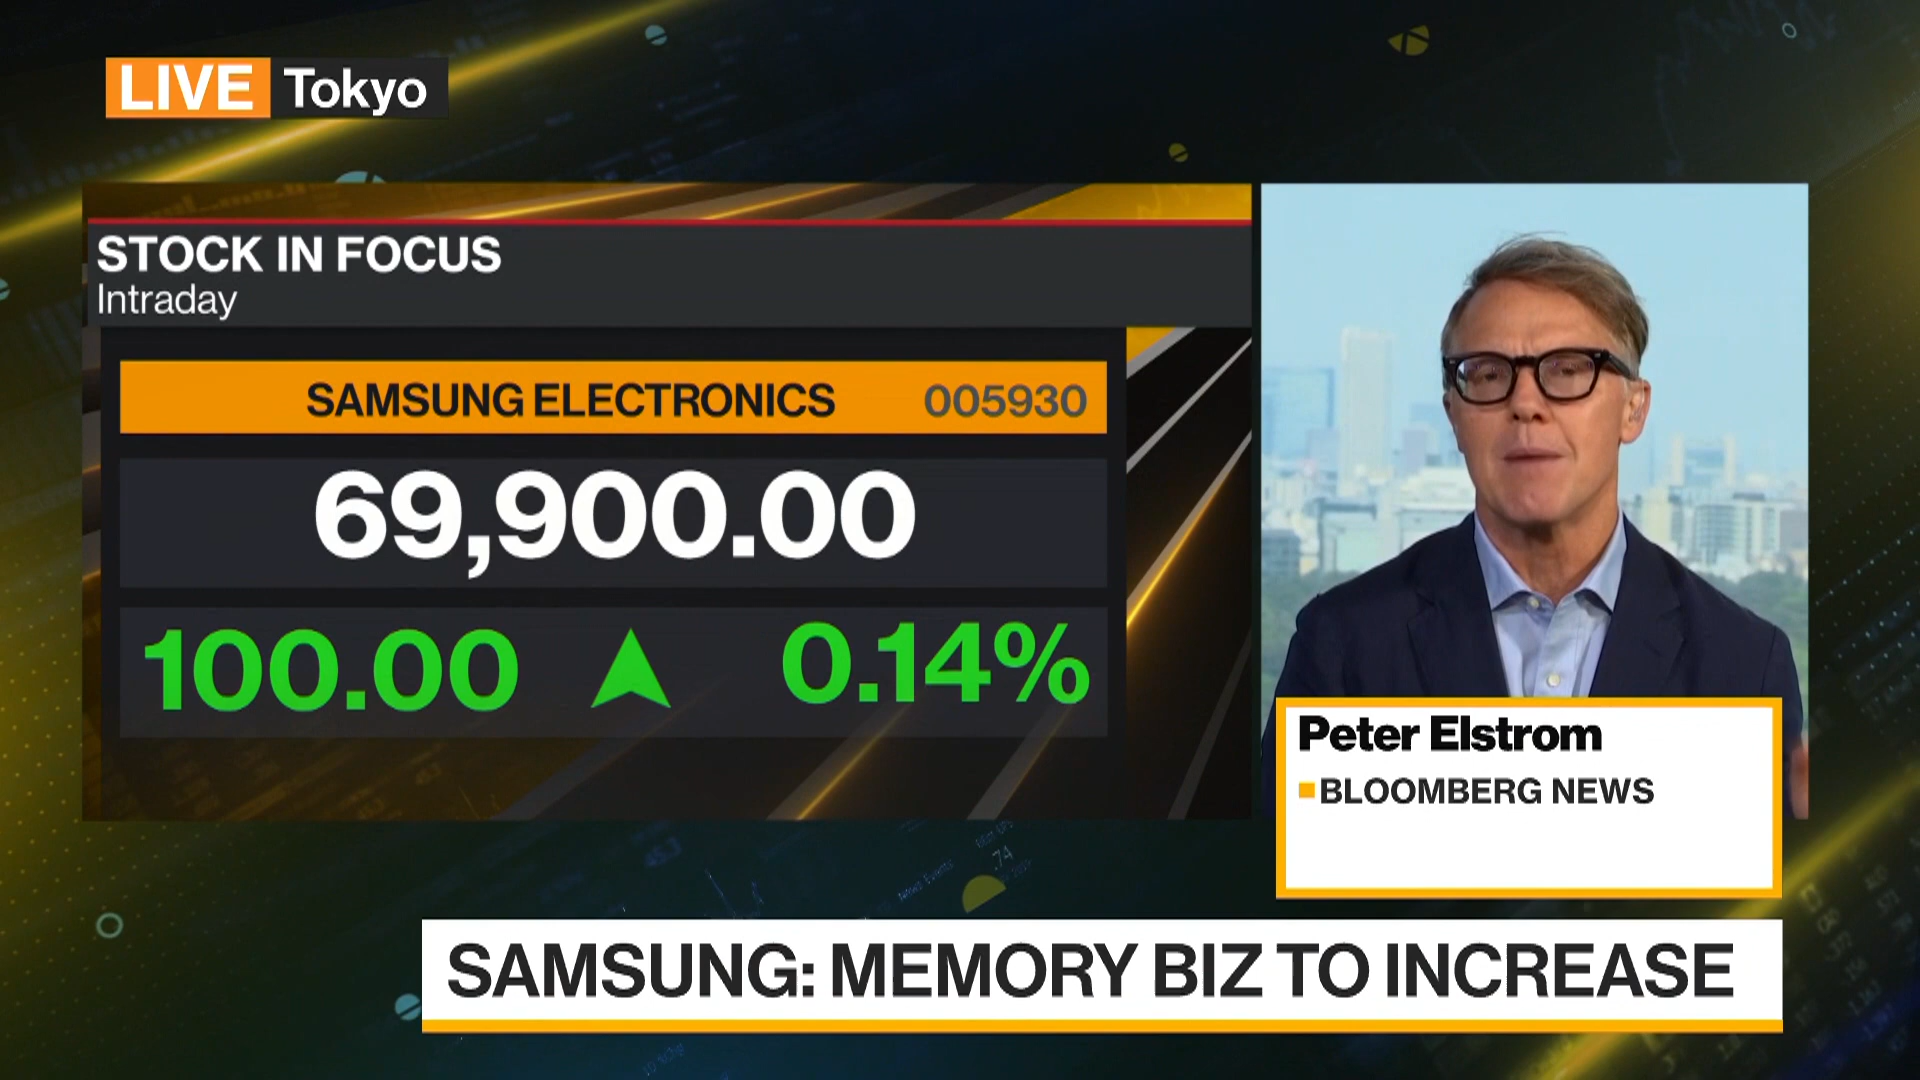 LIVE Tokyo
STOCK IN FOCUS
Intraday
SAMSUNG ELECTRONICS 005930
69,900.00
100.00 ▲ 0.14%
Peter Elstrom
BLOOMBERG NEWS
SAMSUNG: MEMORY BIZ TO INCREASE